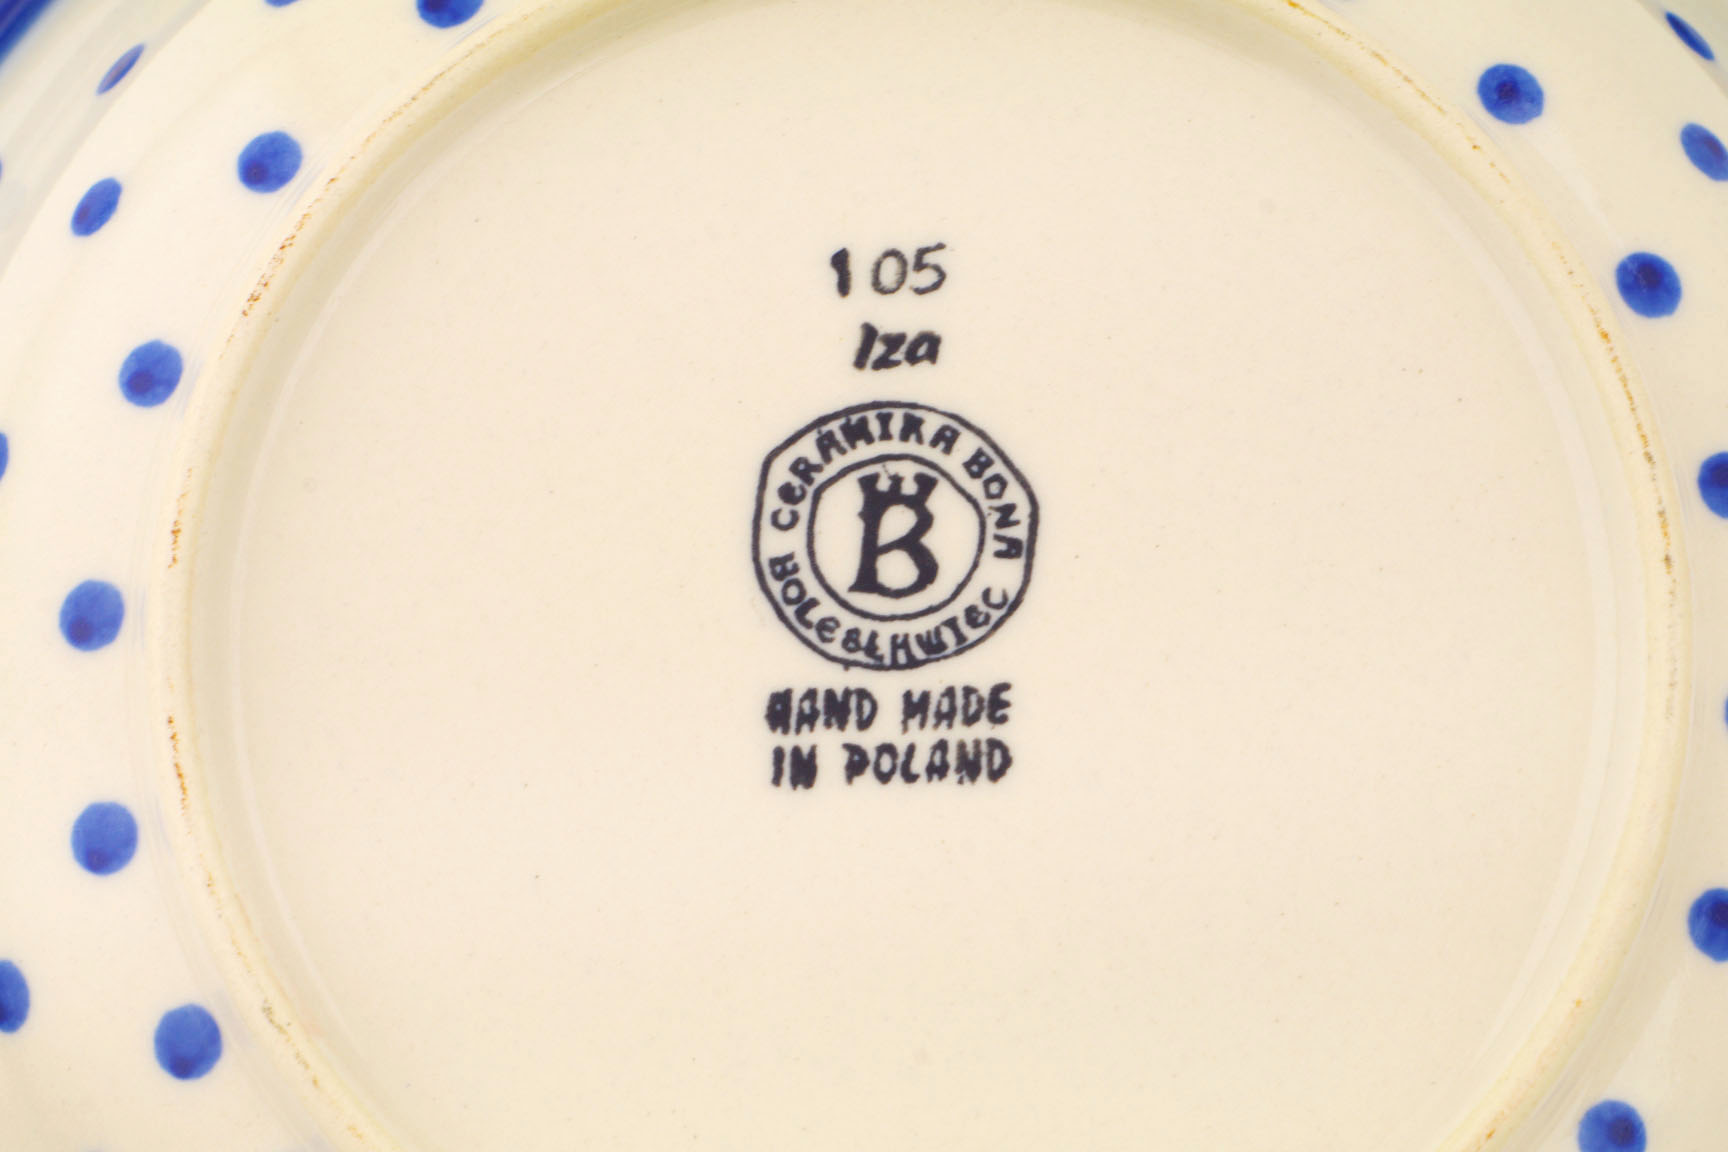 105
Iza
CERAMIKA BONA
B
BOLESŁAWIEC
HAND MADE
IN POLAND